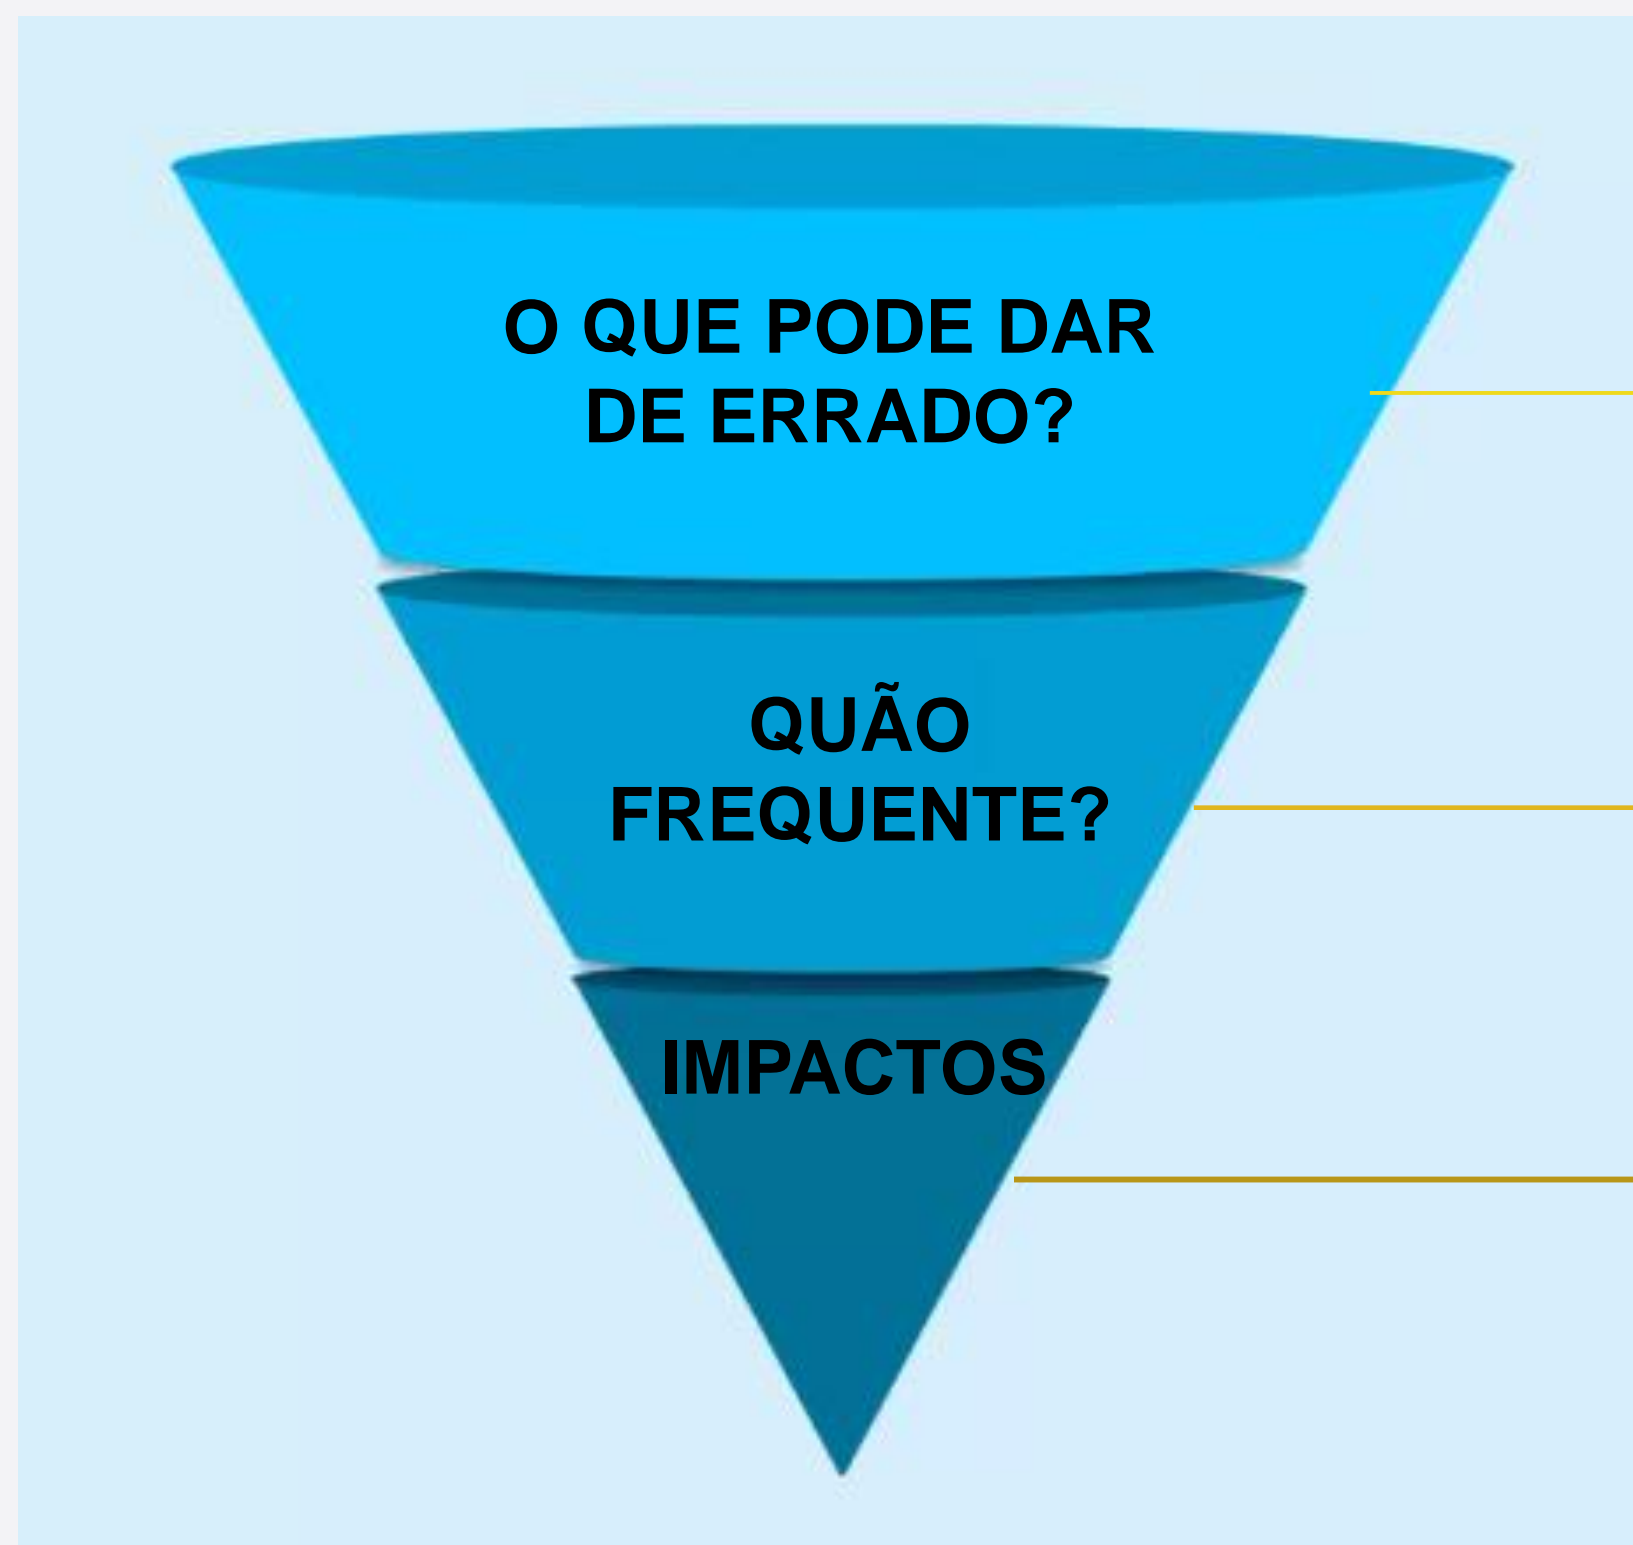 O QUE PODE DAR
DE ERRADO?
QUÃO
FREQUENTE?
IMPACTOS